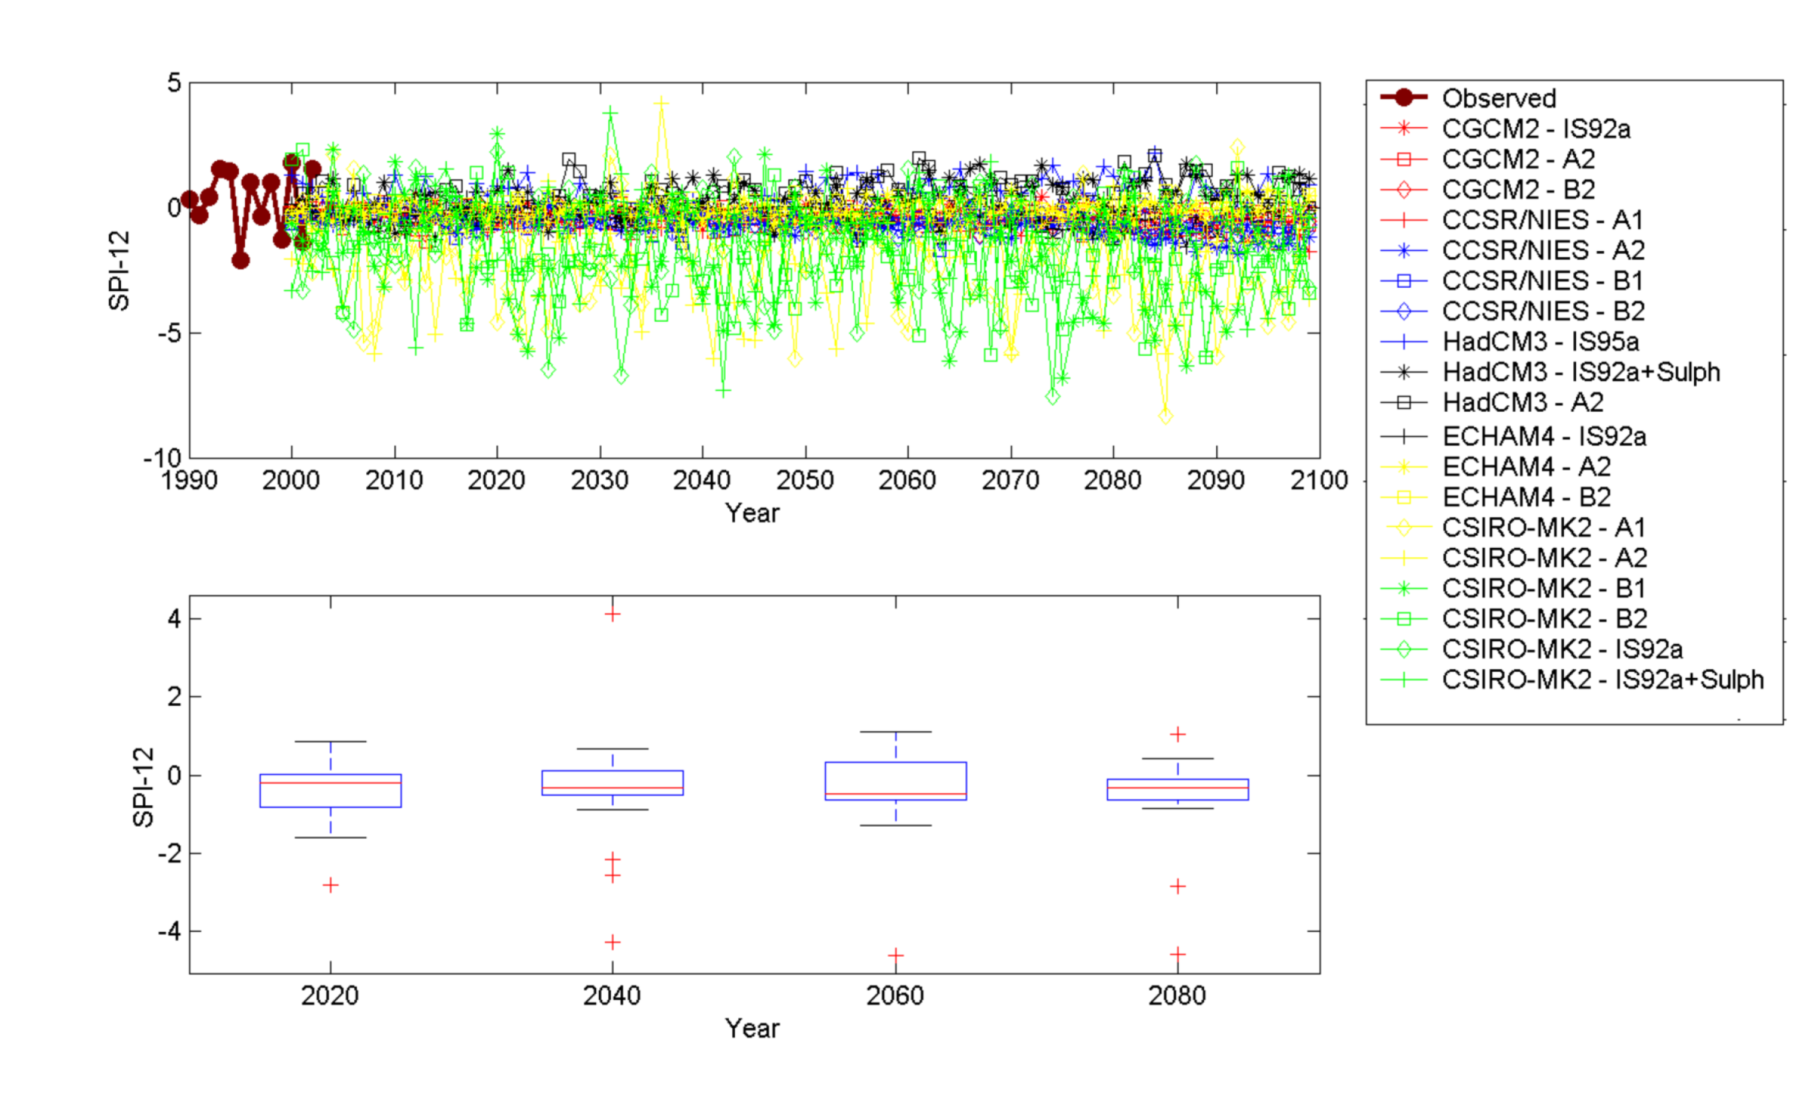 5
0
-5
-10
SPI-12
1990 2000 2010 2020 2030 2040 2050 2060 2070 2080 2090 2100
Year
Observed
CGCM2 - IS92a
CGCM2 - A2
CGCM2 - B2
CCSR/NIES - A1
CCSR/NIES - A2
CCSR/NIES - B1
CCSR/NIES - B2
HadCM3 - IS95a
HadCM3 - IS92a+Sulph
HadCM3 - A2
ECHAM4 - IS92a
ECHAM4 - A2
ECHAM4 - B2
CSIRO-MK2 - A1
CSIRO-MK2 - A2
CSIRO-MK2 - B1
CSIRO-MK2 - B2
CSIRO-MK2 - IS92a
CSIRO-MK2 - IS92a+Sulph
4
2
0
-2
-4
SPI-12
2020 2040 2060 2080
Year